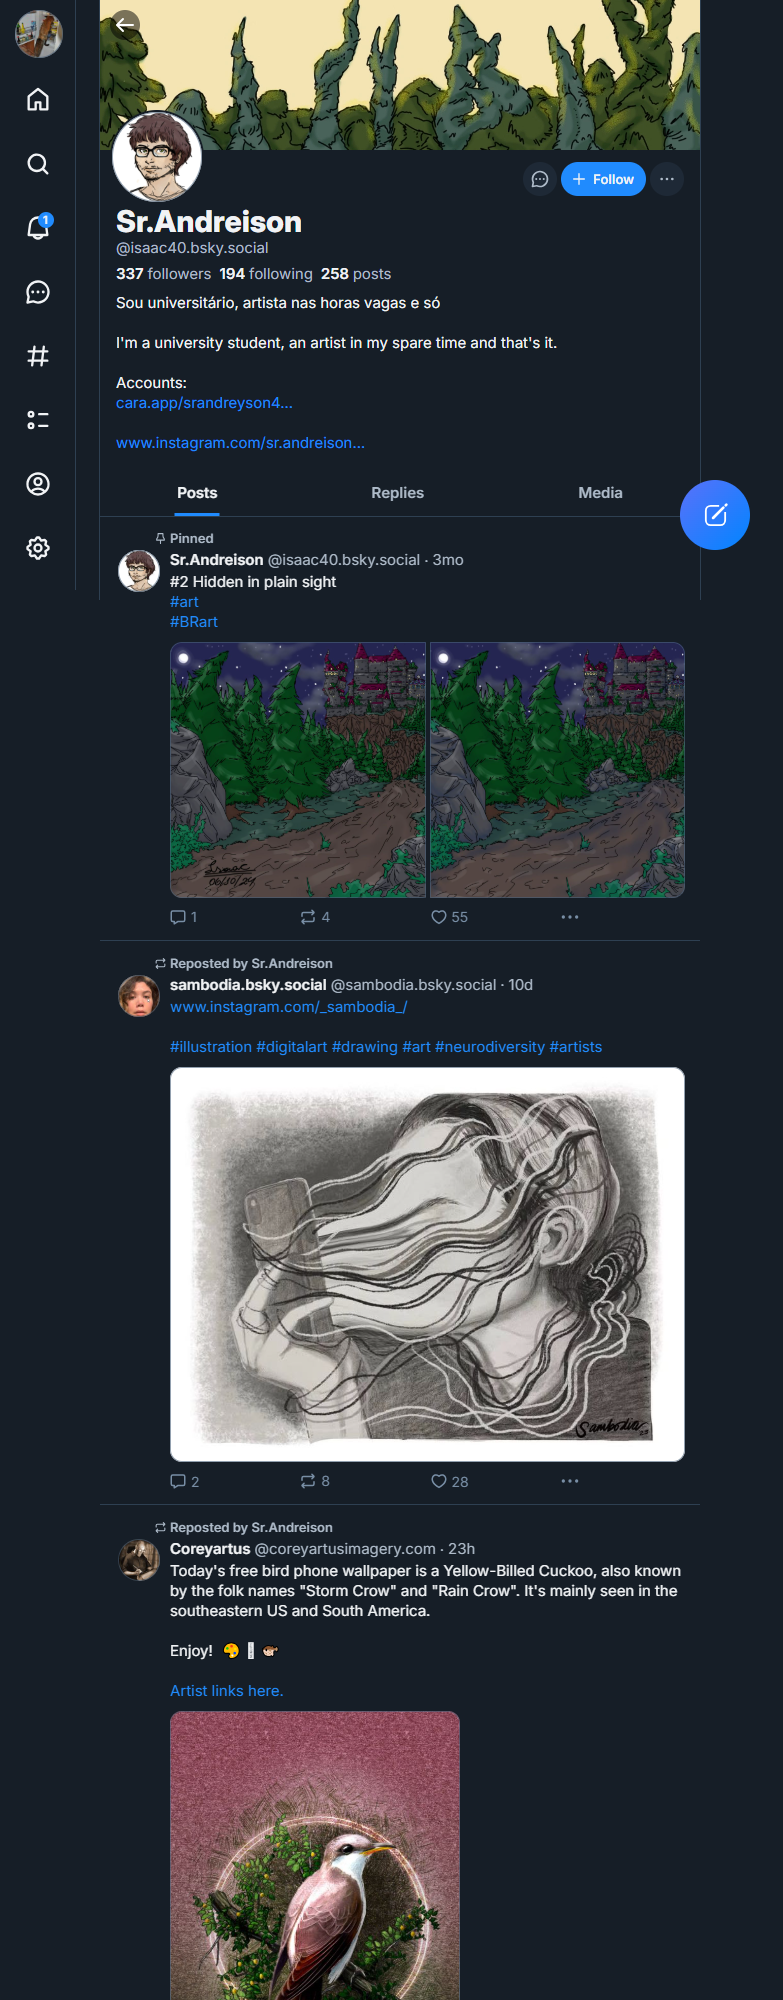 1
Follow
Sr.Andreison
@isaac40.bsky.social
337 followers 194 following 258 posts
Sou universitário, artista nas horas vagas e só
I'm a university student, an artist in my spare time and that's it.
Accounts:
cara.app/srandreyson4...
www.instagram.com/sr.andreison...
Posts Replies Media
Pinned
Sr.Andreison @isaac40.bsky.social · 3mo
#2 Hidden in plain sight
#art
#BRart
Isaac
06/10/24
1 4 55
Reposted by Sr.Andreison
sambodia.bsky.social @sambodia.bsky.social · 10d
www.instagram.com/_sambodia_/
#illustration #digitalart #drawing #art #neurodiversity #artists
Sambodia
2 8 28
Reposted by Sr.Andreison
Coreyartus @coreyartusimagery.com · 23h
Today's free bird phone wallpaper is a Yellow-Billed Cuckoo, also known
by the folk names "Storm Crow" and "Rain Crow". It's mainly seen in the
southeastern US and South America.
Enjoy!
Artist links here.